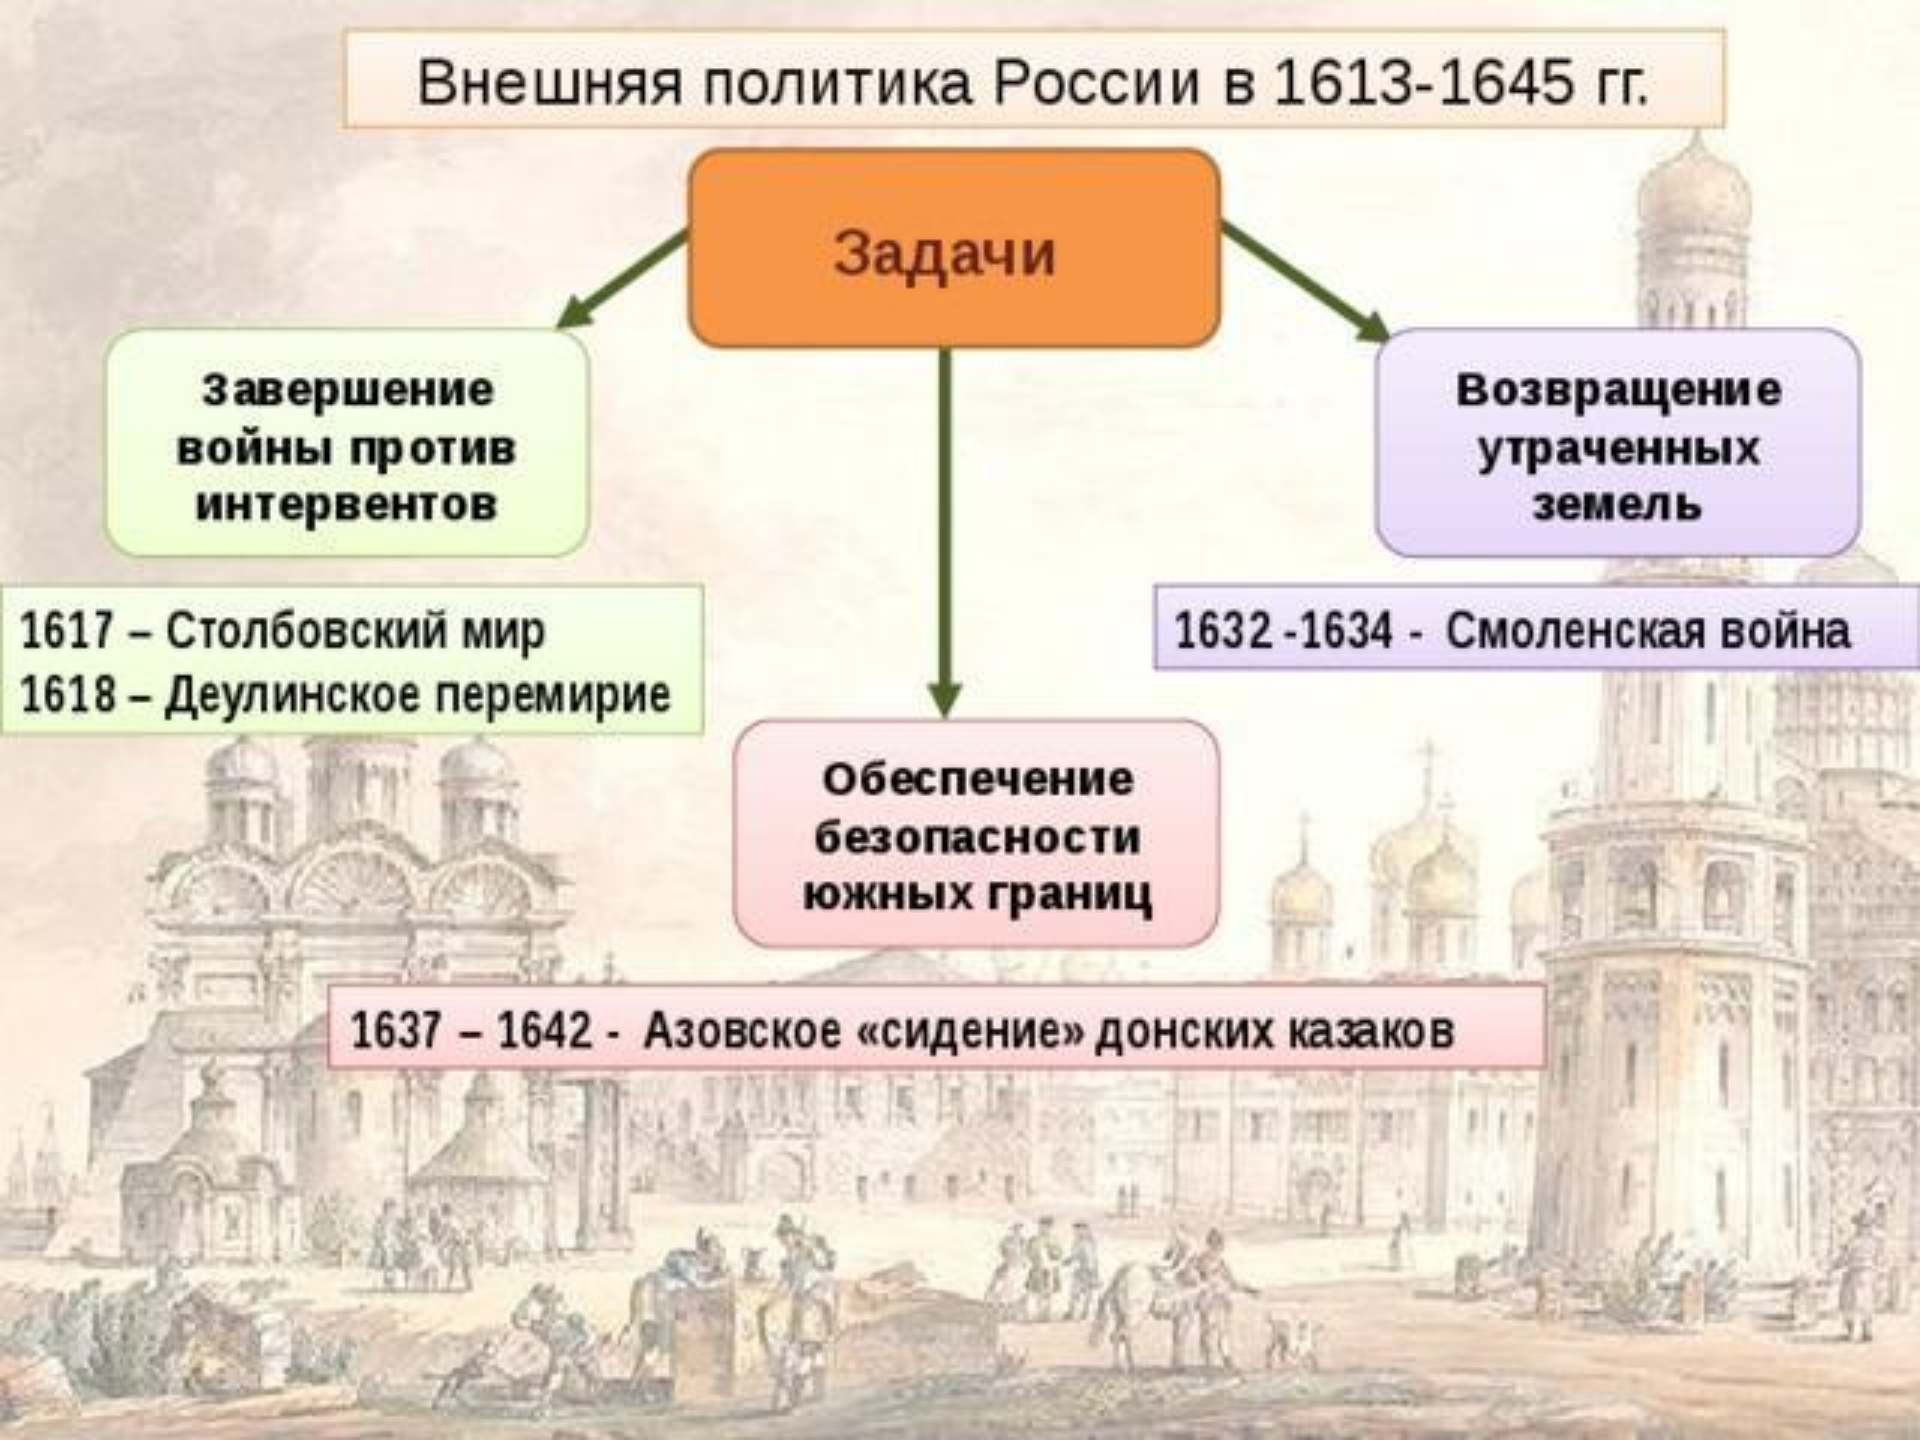 Внешняя политика России в 1613-1645 гг.
Задачи
Завершение
войны против
интервентов
Возвращение
утраченных
земель
1617 – Столбовский мир
1618 – Деулинское перемирие
1632 -1634 - Смоленская война
Обеспечение
безопасности
южных границ
1637 – 1642 - Азовское «сидение» донских казаков